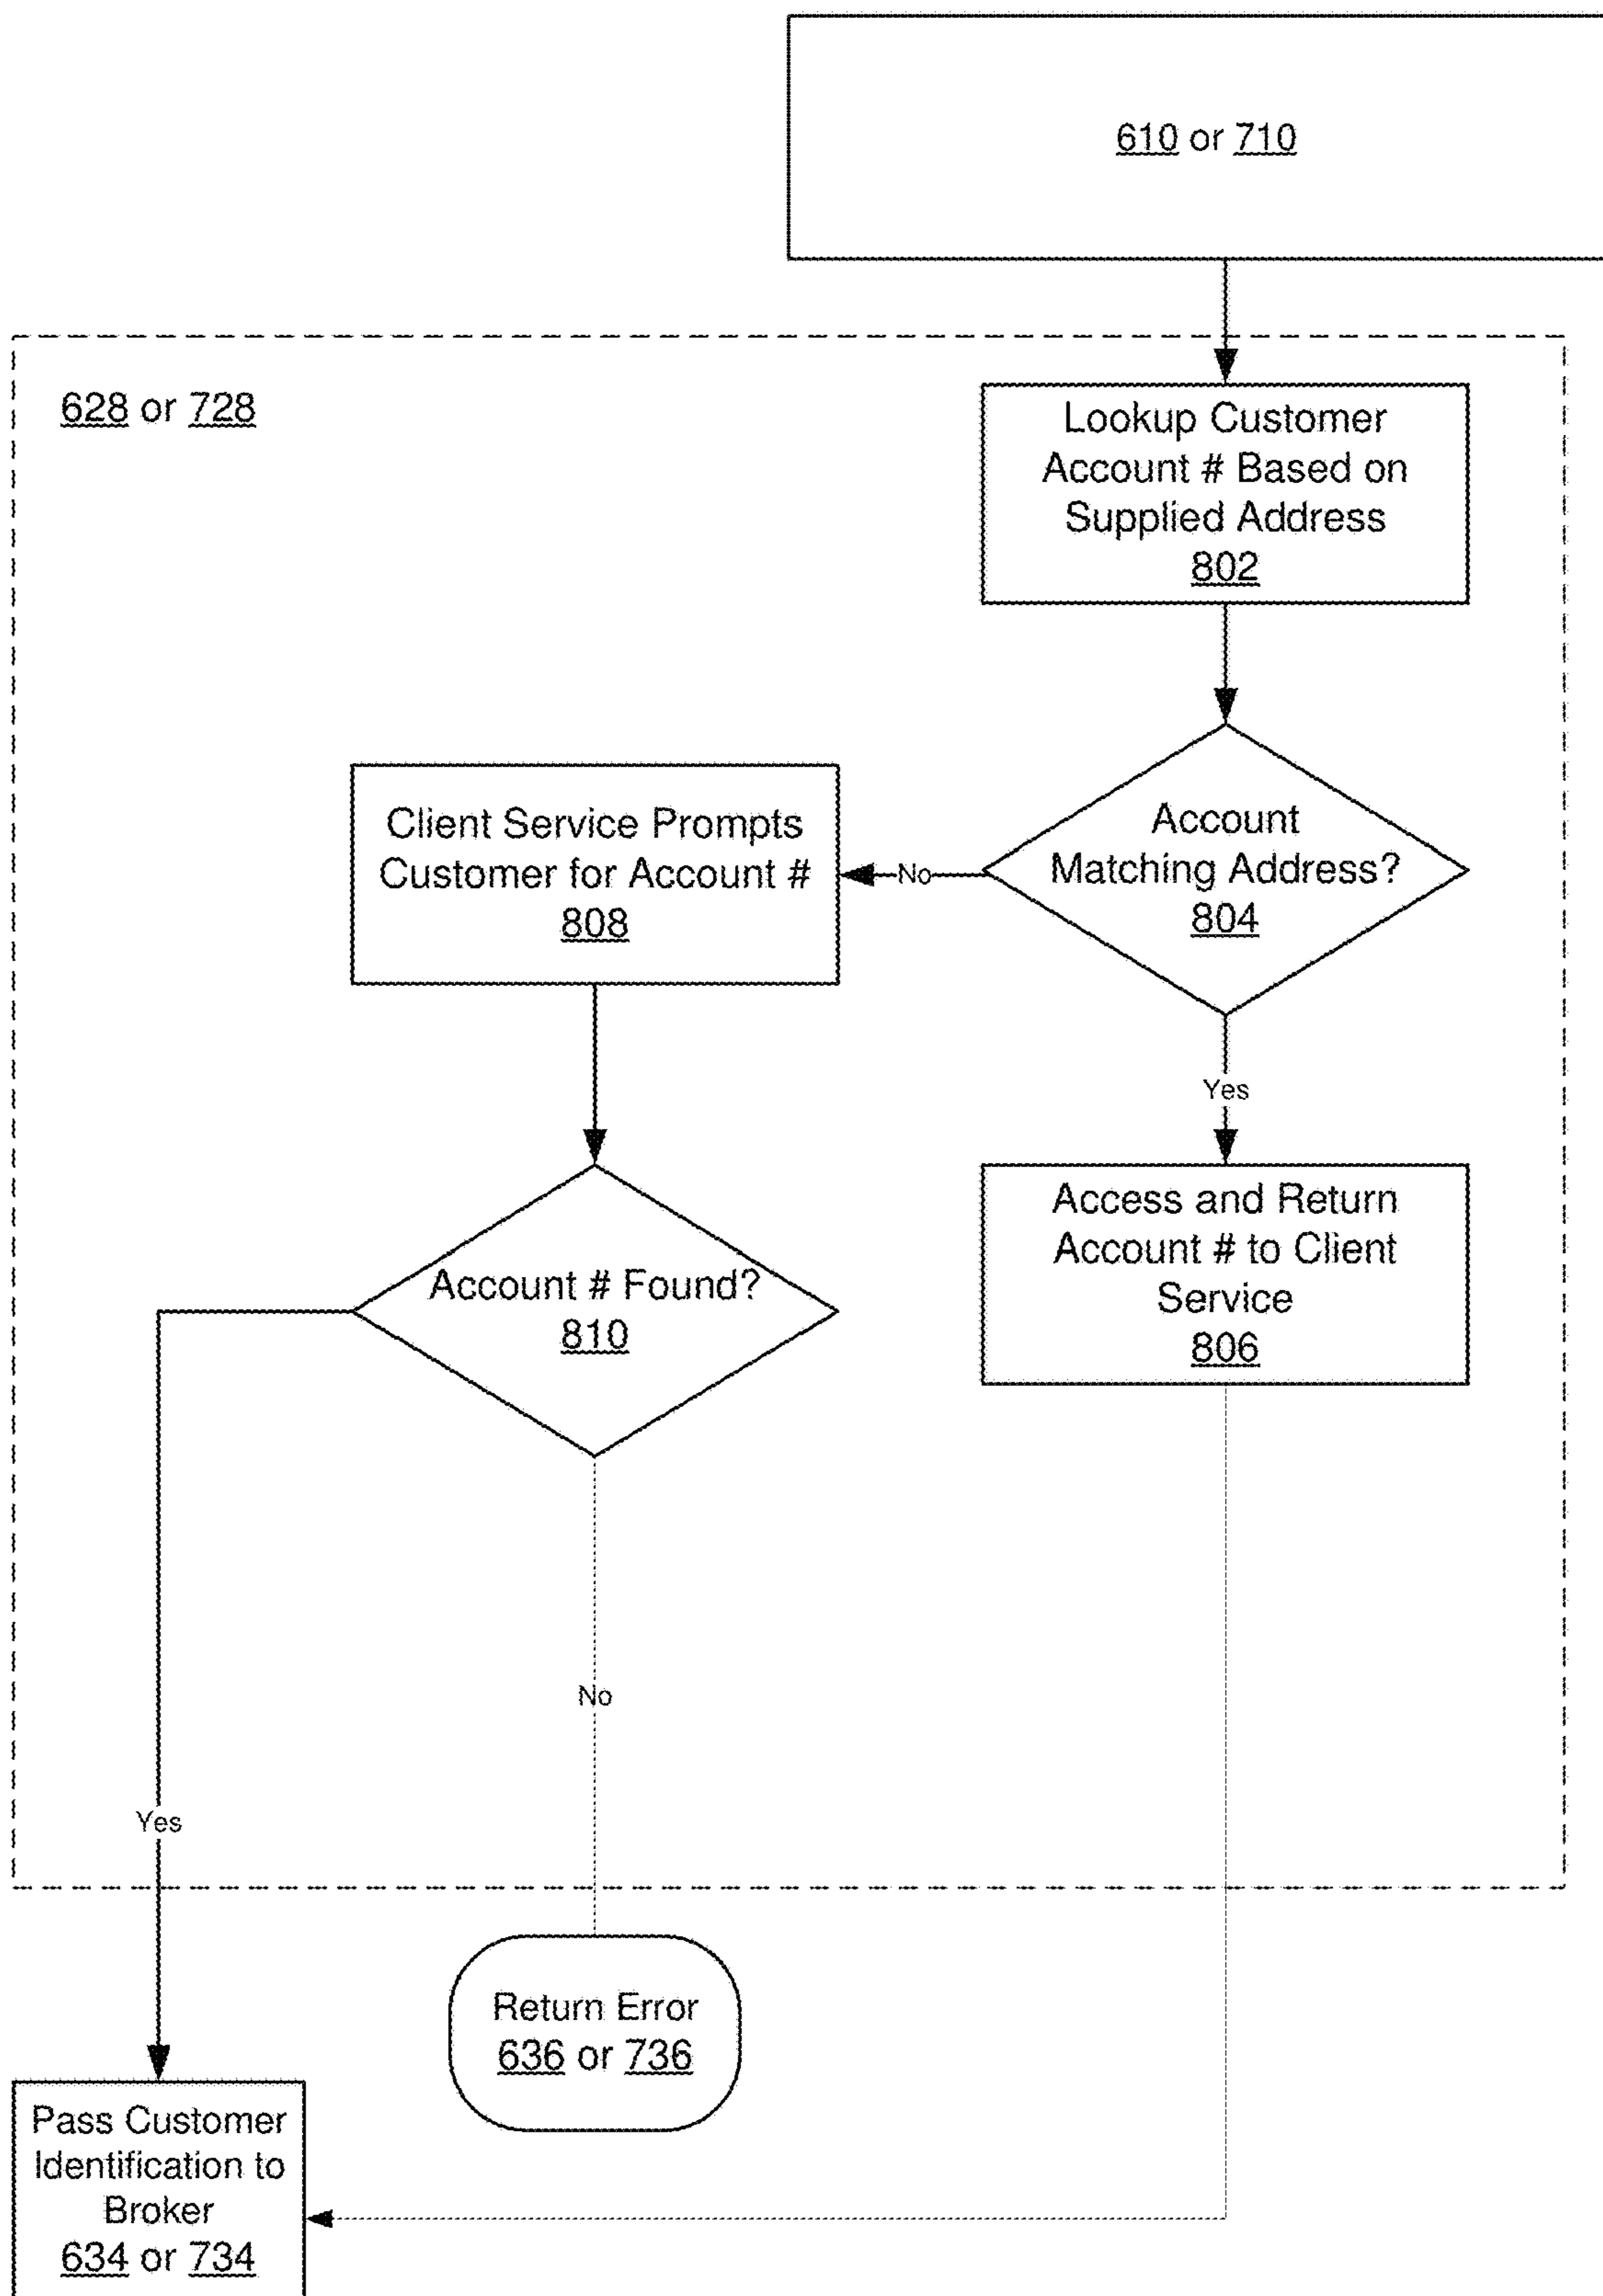 610 or 710
628 or 728
Lookup Customer
Account # Based on
Supplied Address
802
Account
Matching Address?
804
No
Client Service Prompts
Customer for Account #
808
Yes
Access and Return
Account # to Client
Service
806
Account # Found?
810
No
Yes
Return Error
636 or 736
Pass Customer
Identification to
Broker
634 or 734